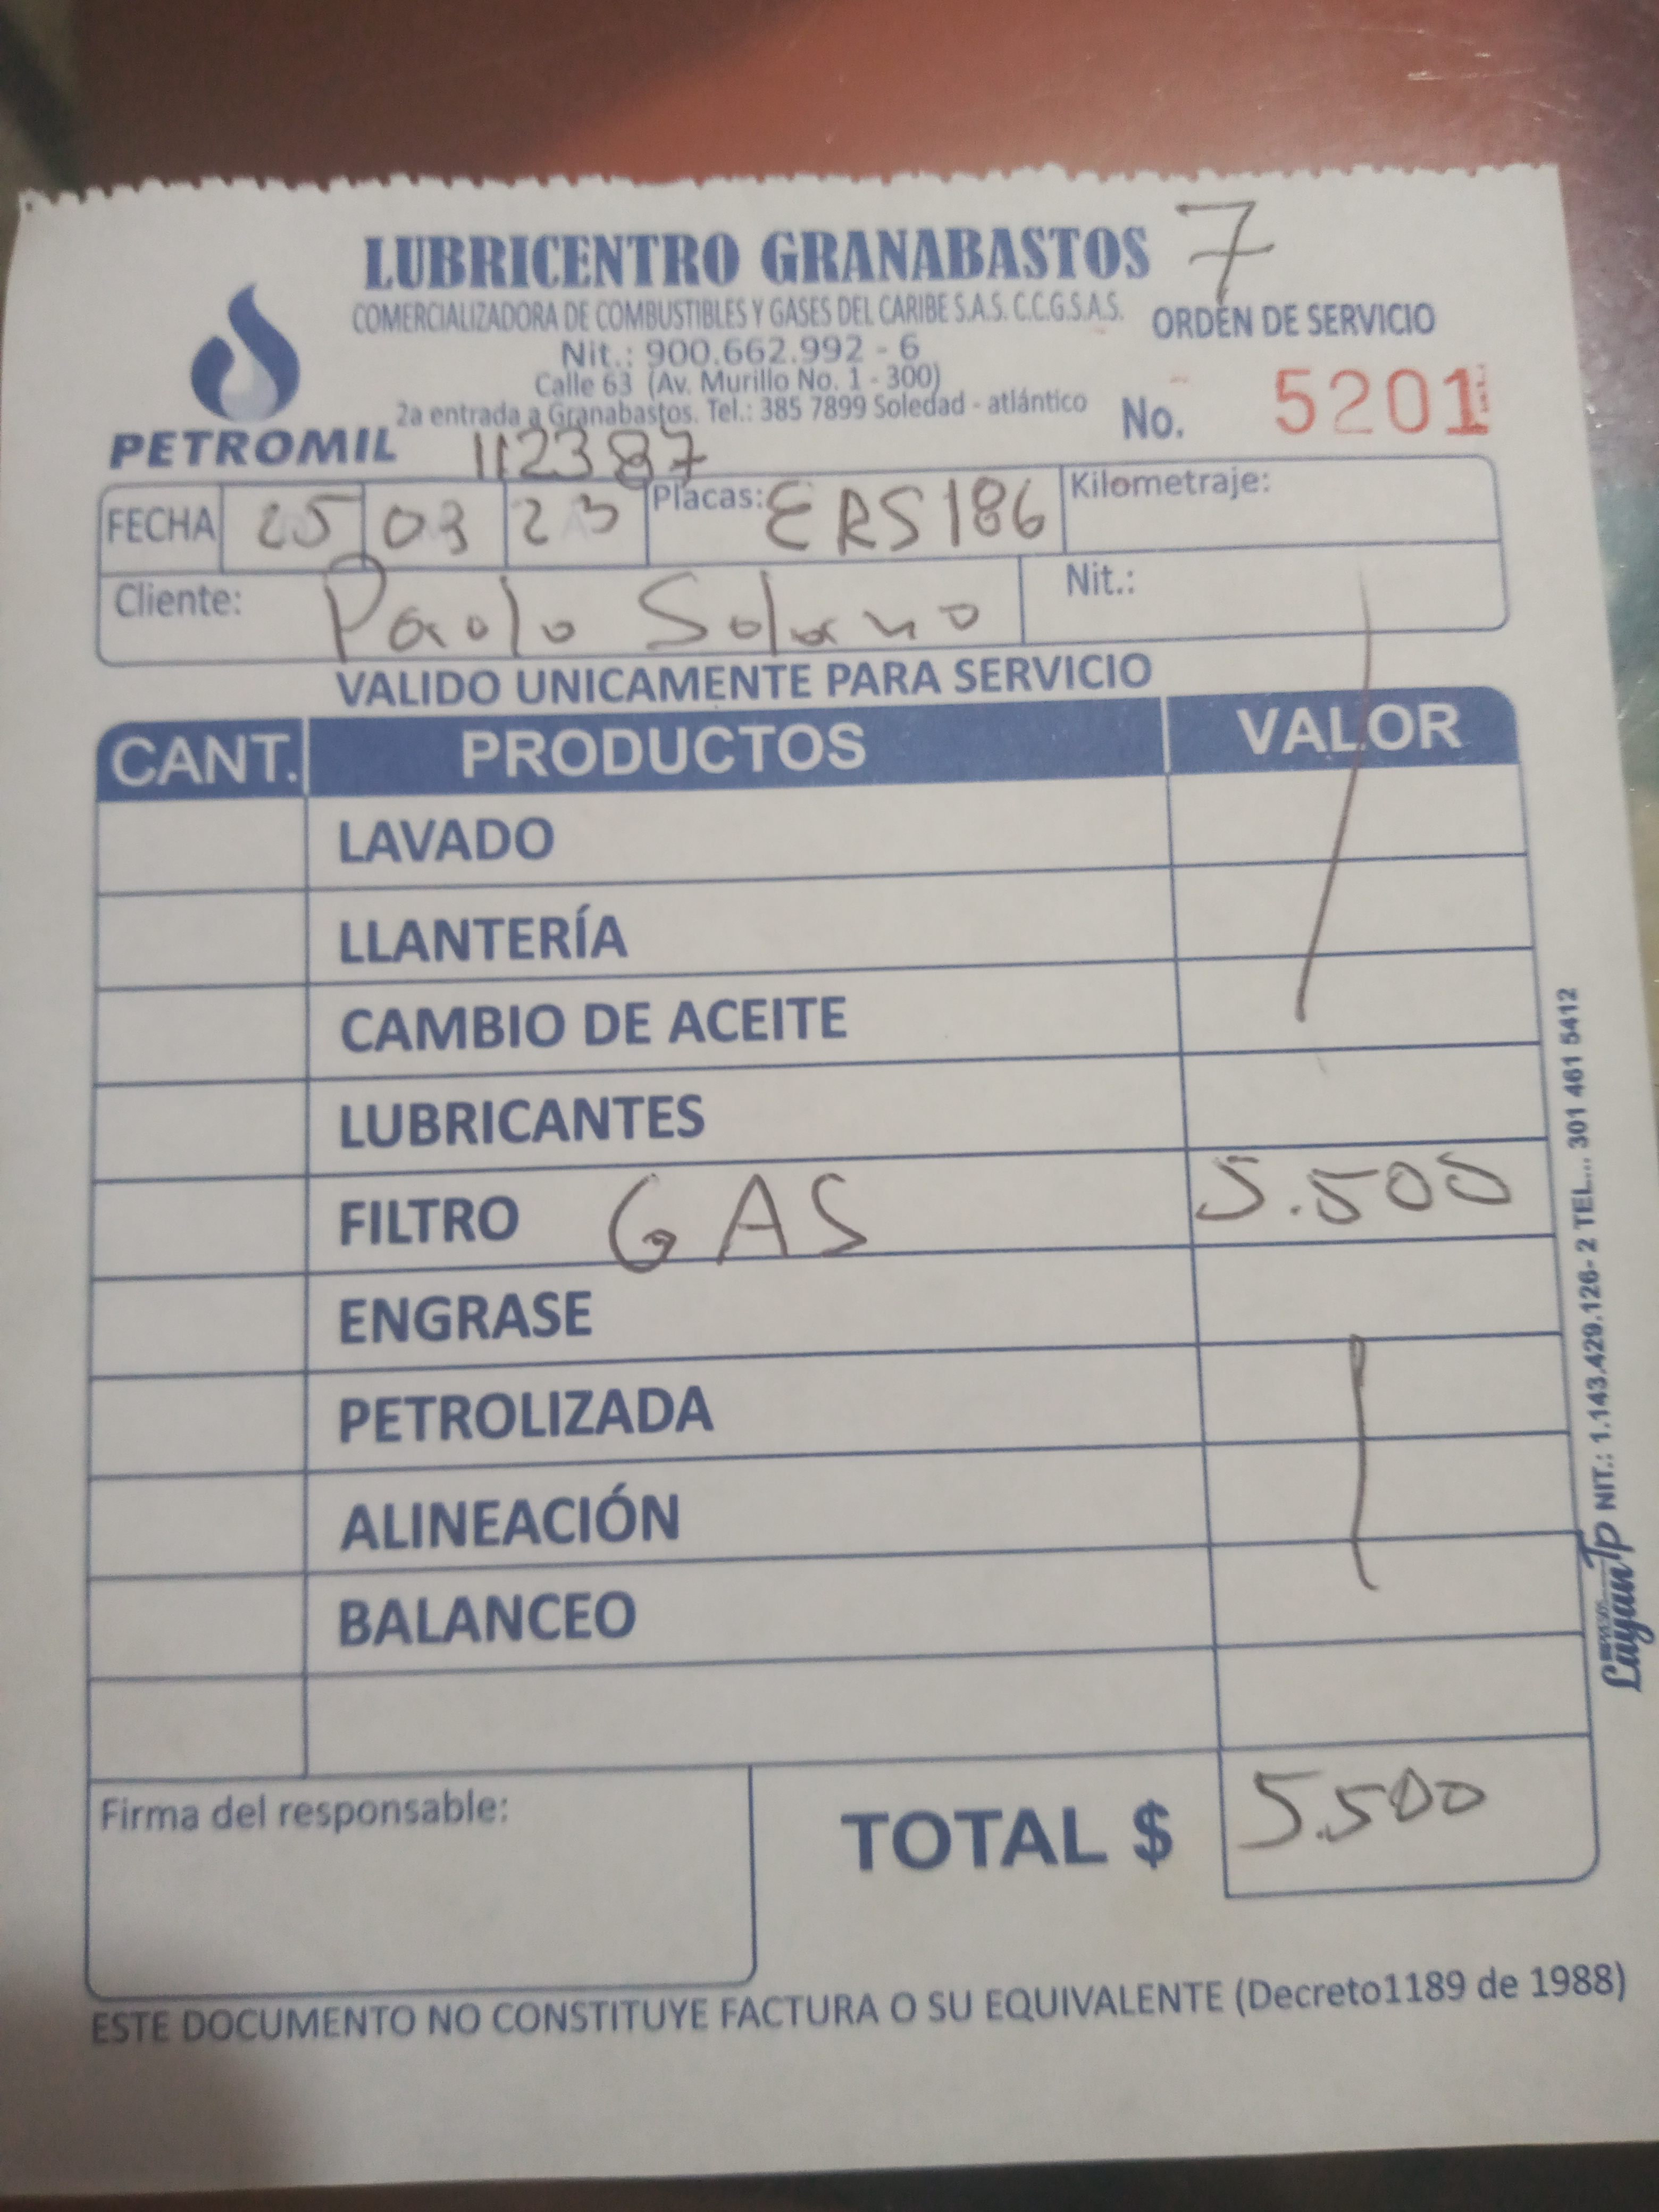 LUBRICENTRO GRANABASTOS 7
COMERCIALIZADORA DE COMBUSTIBLES Y GASES DEL CARIBE S.A.S. C.C.G.S.A.S.
Nit.: 900.662.992 - 6
Calle 63 (Av. Murillo No. 1 - 300)
2a entrada a Granabastos. Tel.: 385 7899 Soledad - atlántico
PETROMIL
ORDEN DE SERVICIO
No. 5201
112387
FECHA 25 03 23 Placas: ERS186 Kilometraje:
Cliente: Paolo Solano Nit.:
VALIDO UNICAMENTE PARA SERVICIO
CANT. PRODUCTOS VALOR
LAVADO
LLANTERÍA
CAMBIO DE ACEITE
LUBRICANTES
FILTRO GAS 5.500
ENGRASE
PETROLIZADA
ALINEACIÓN
BALANCEO
Firma del responsable:
TOTAL $ 5.500
ESTE DOCUMENTO NO CONSTITUYE FACTURA O SU EQUIVALENTE (Decreto1189 de 1988)
NIT.: 1.143.429.126- 2 TEL... 301 461 5412